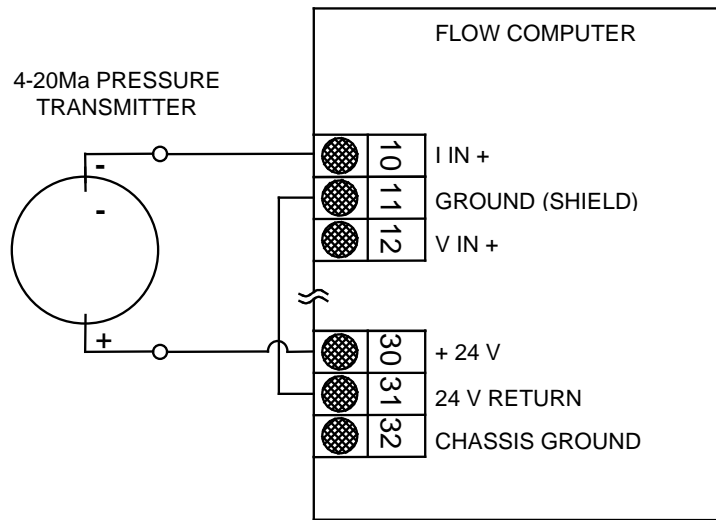 FLOW COMPUTER
4-20Ma PRESSURE
TRANSMITTER
-
-
+
10 I IN +
11 GROUND (SHIELD)
12 V IN +
30 + 24 V
31 24 V RETURN
32 CHASSIS GROUND